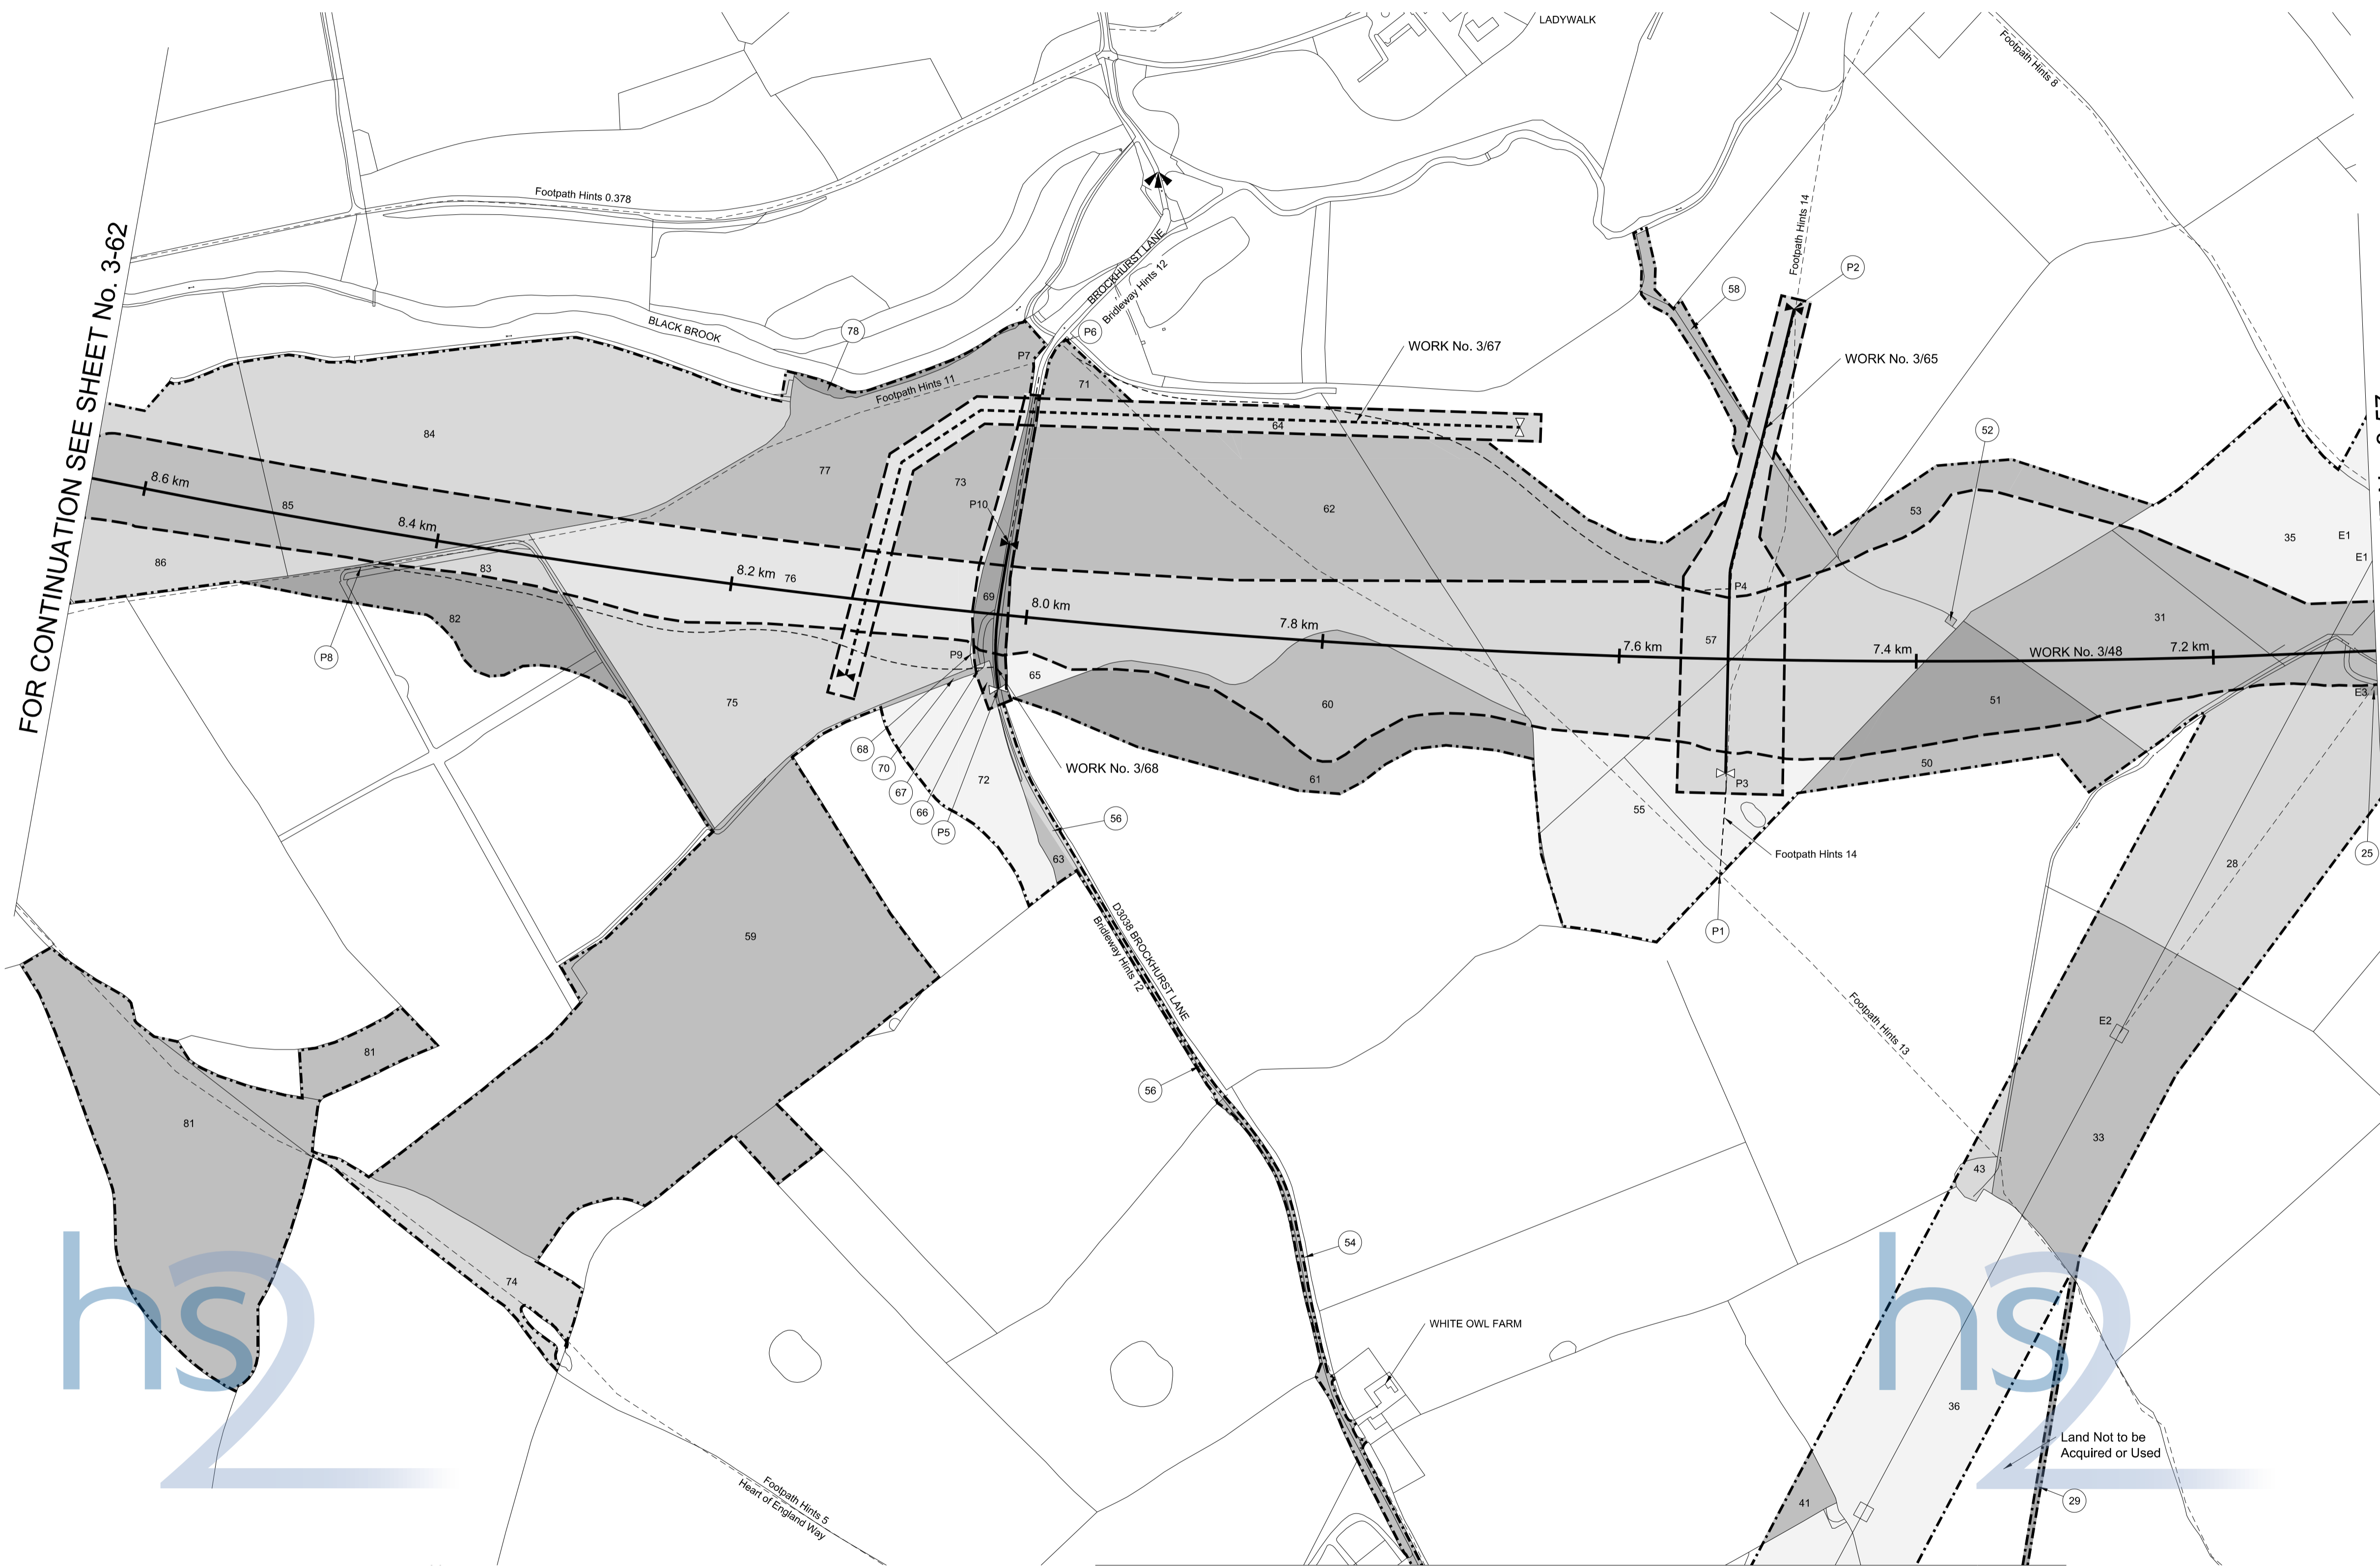 LADYWALK
Footpath Hints 8
Footpath Hints 0.378
FOR CONTINUATION SEE SHEET No. 3-62
Footpath Hints 14
BROCKHURST LANE
Bridleway Hints 12
P2
58
BLACK BROOK
78
P6
P7
WORK No. 3/67
WORK No. 3/65
Footpath Hints 11
71
64
52
84
77
73
P10
62
53
35
E1
E1
8.6 km
85
8.4 km
86
83
8.2 km
76
69
8.0 km
7.8 km
P4
57
7.6 km
7.4 km
WORK No. 3/48
7.2 km
31
82
P8
P9
65
75
60
51
E3
68
70
67
66
P5
72
WORK No. 3/68
61
P3
50
55
56
63
Footpath Hints 14
25
28
59
D3038 BROCKHURST LANE
Bridleway Hints 12
P1
Footpath Hints 13
E2
81
81
56
33
43
54
74
WHITE OWL FARM
hs2
hs2
36
Land Not to be
Acquired or Used
29
41
Footpath Hints 5
Heart of England Way